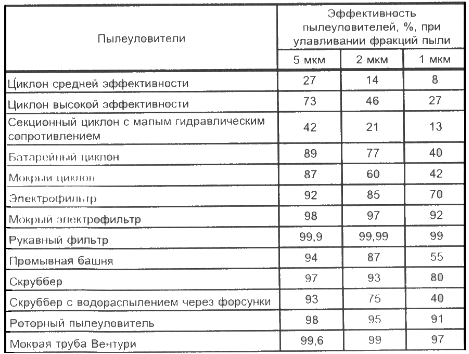 Пылеуловители
Эффективность
пылеуловителей, %, при
улавливании фракций пыли
5 мкм 2 мкм 1 мкм
Циклон средней эффективности 27 14 8
Циклон высокой эффективности 73 46 27
Секционный циклон с малым гидравлическим
сопротивлением 42 21 13
Батарейный циклон 89 77 40
Мокрый циклон 87 60 42
Электрофильтр 92 85 70
Мокрый электрофильтр 98 97 92
Рукавный фильтр 99,9 99,99 99
Промывная башня 94 87 55
Скруббер 97 93 80
Скруббер с водораспылением через форсунки 93 75 40
Роторный пылеуловитель 98 95 91
Мокрая труба Вентури 99,6 99 97